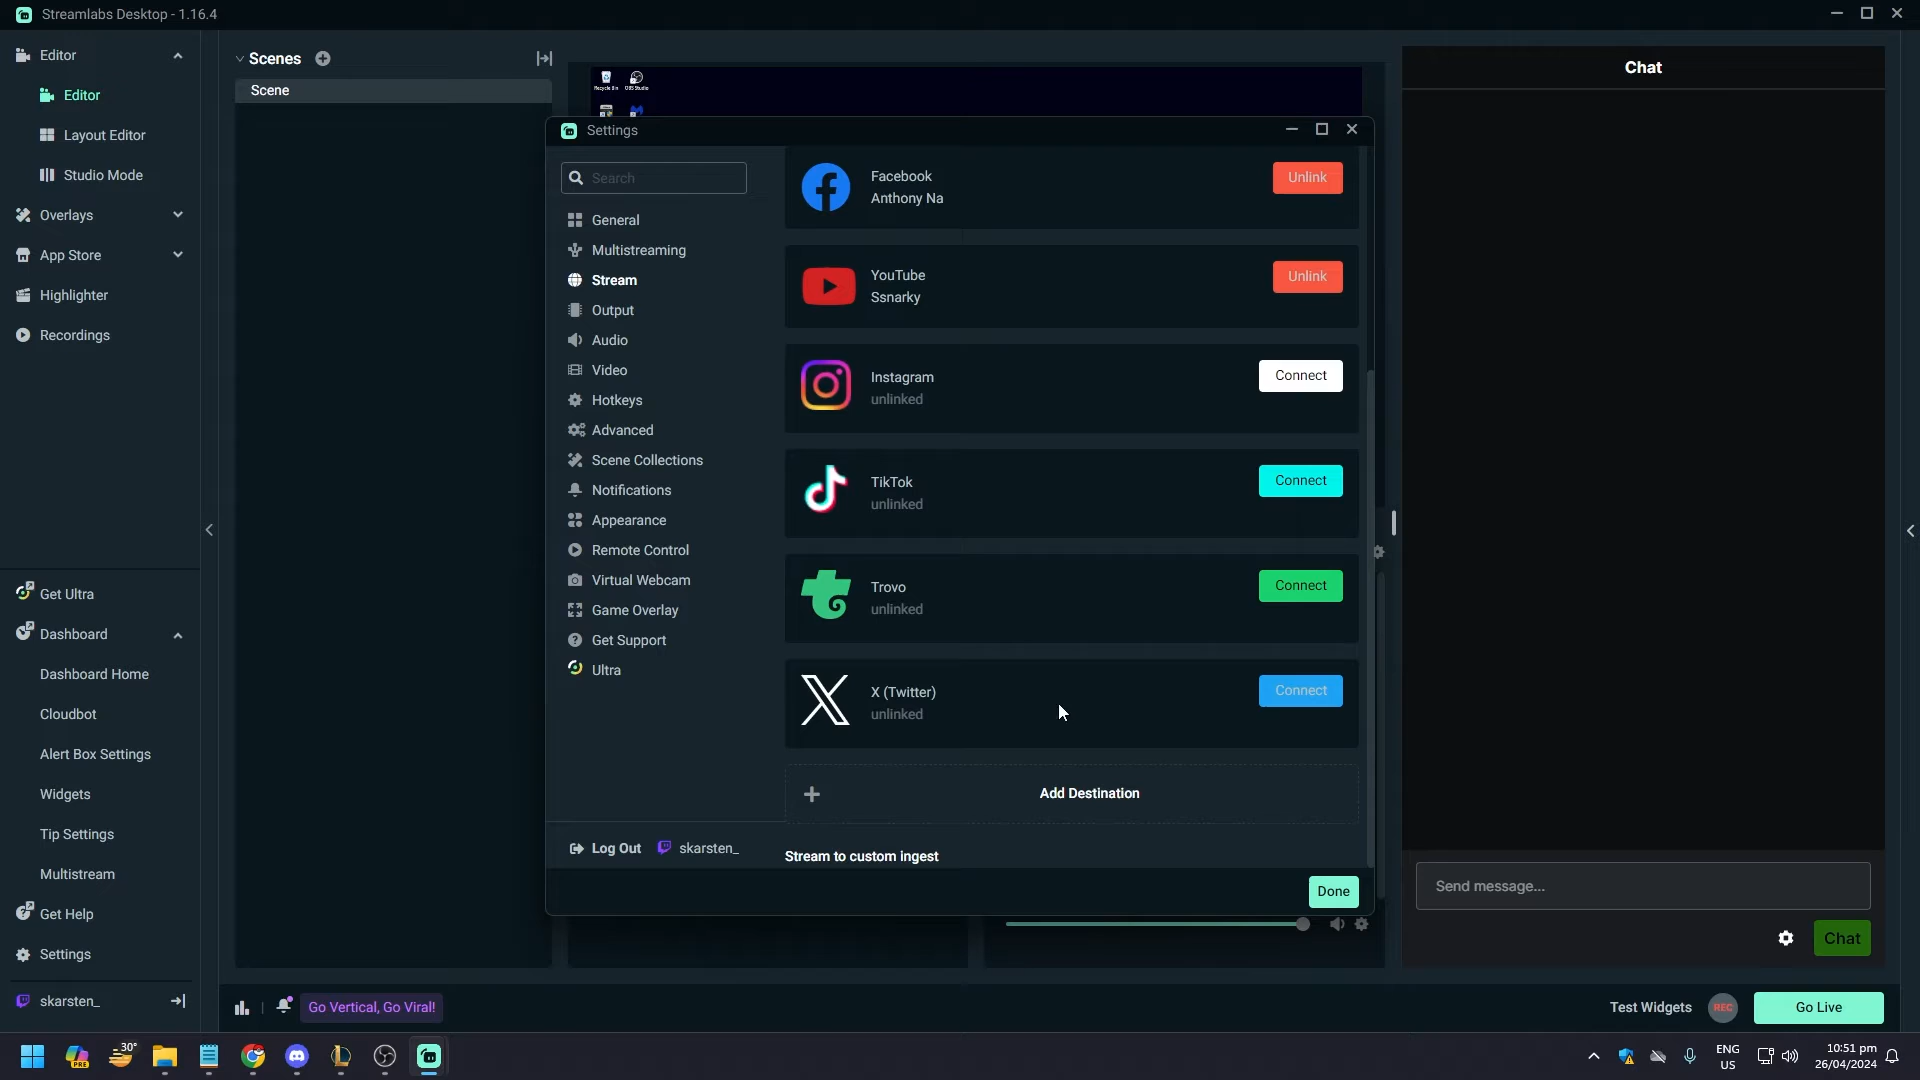 Streamlabs Desktop - 1.16.4
Editor
Editor
Layout Editor
Studio Mode
Overlays
App Store
Highlighter
Recordings
Get Ultra
Dashboard
Dashboard Home
Cloudbot
Alert Box Settings
Widgets
Tip Settings
Multistream
Get Help
Settings
skarsten_
Scenes
Scene
Recycle Bin
OBS Studio
Settings
Search
General
Multistreaming
Stream
Output
Audio
Video
Hotkeys
Advanced
Scene Collections
Notifications
Appearance
Remote Control
Virtual Webcam
Game Overlay
Get Support
Ultra
Log Out skarsten_
Facebook
Anthony Na
Unlink
YouTube
Ssnarky
Unlink
Instagram
unlinked
Connect
TikTok
unlinked
Connect
Trovo
unlinked
Connect
X (Twitter)
unlinked
Connect
Add Destination
Stream to custom ingest
Done
Chat
Send message...
Chat
Go Vertical, Go Viral!
Test Widgets
REC
Go Live
PRE
30°
ENG
US
10:51 pm
26/04/2024